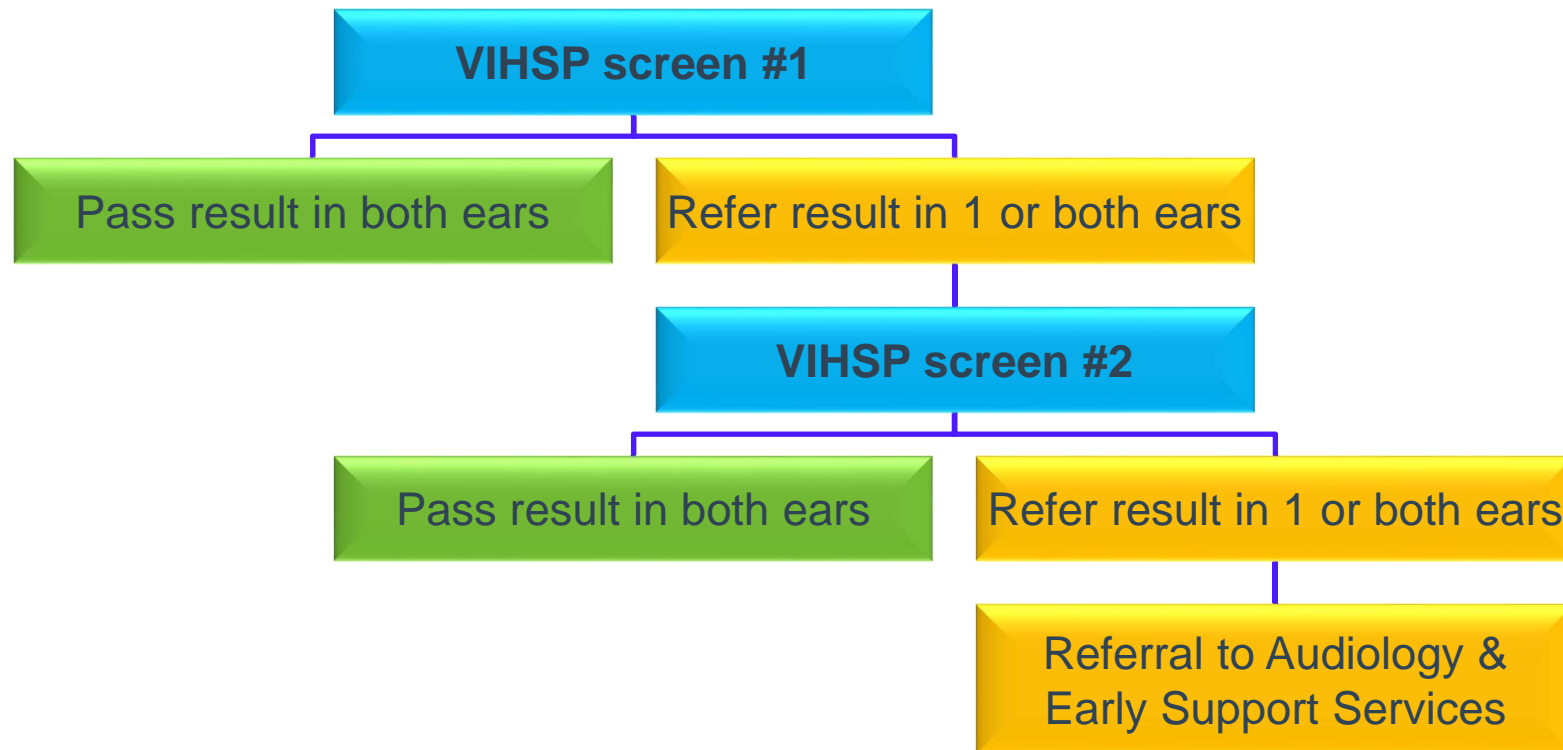 VIHSP screen #1
Pass result in both ears
Refer result in 1 or both ears
VIHSP screen #2
Pass result in both ears
Refer result in 1 or both ears
Referral to Audiology &
Early Support Services